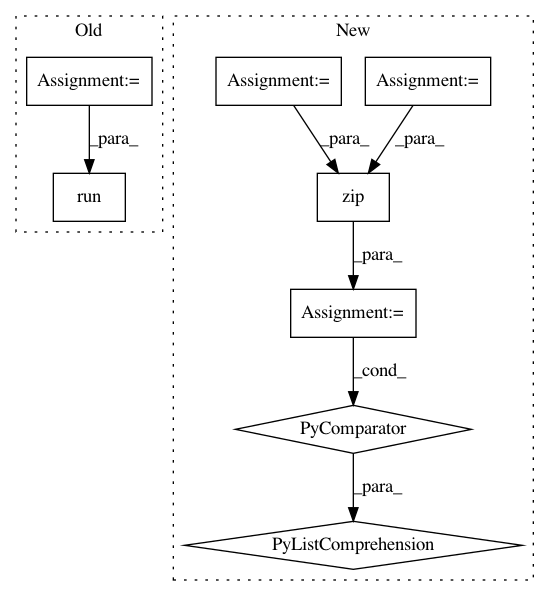 Old
New
Assignment:=
Assignment:=
Assignment:=
_para_
_para_
_para_
run
zip
_para_
Assignment:=
_cond_
PyComparator
_para_
PyListComprehension